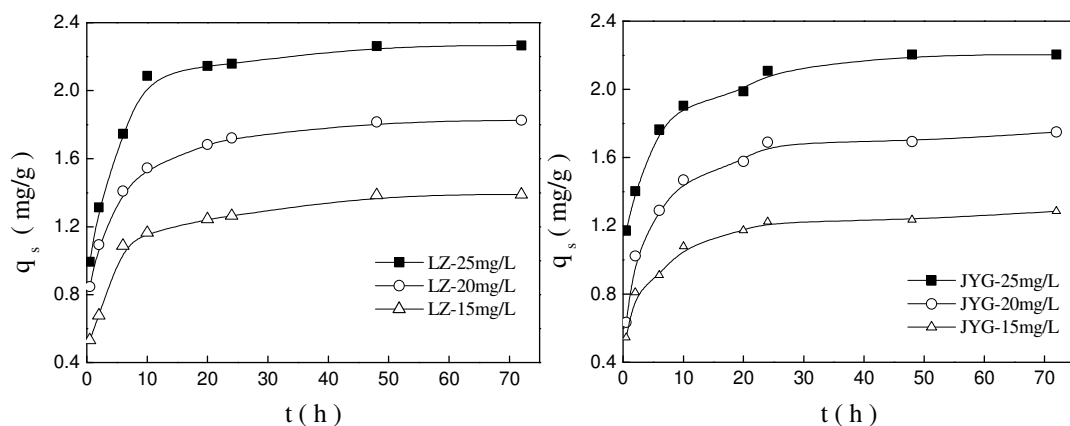 2.4
2.0
1.6
1.2
0.8
0.4
q s ( mg/g )
LZ-25mg/L
LZ-20mg/L
LZ-15mg/L
0 10 20 30 40 50 60 70
t ( h )
2.4
2.0
1.6
1.2
0.8
0.4
q s ( mg/g )
JYG-25mg/L
JYG-20mg/L
JYG-15mg/L
0 10 20 30 40 50 60 70
t ( h )